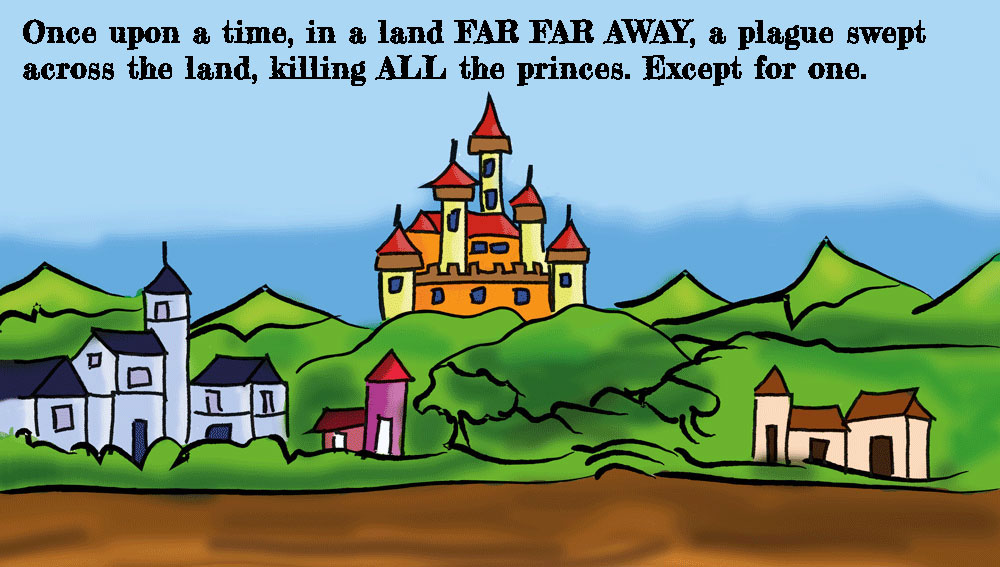 Once upon a time, in a land FAR FAR AWAY, a plague swept
across the land, killing ALL the princes. Except for one.